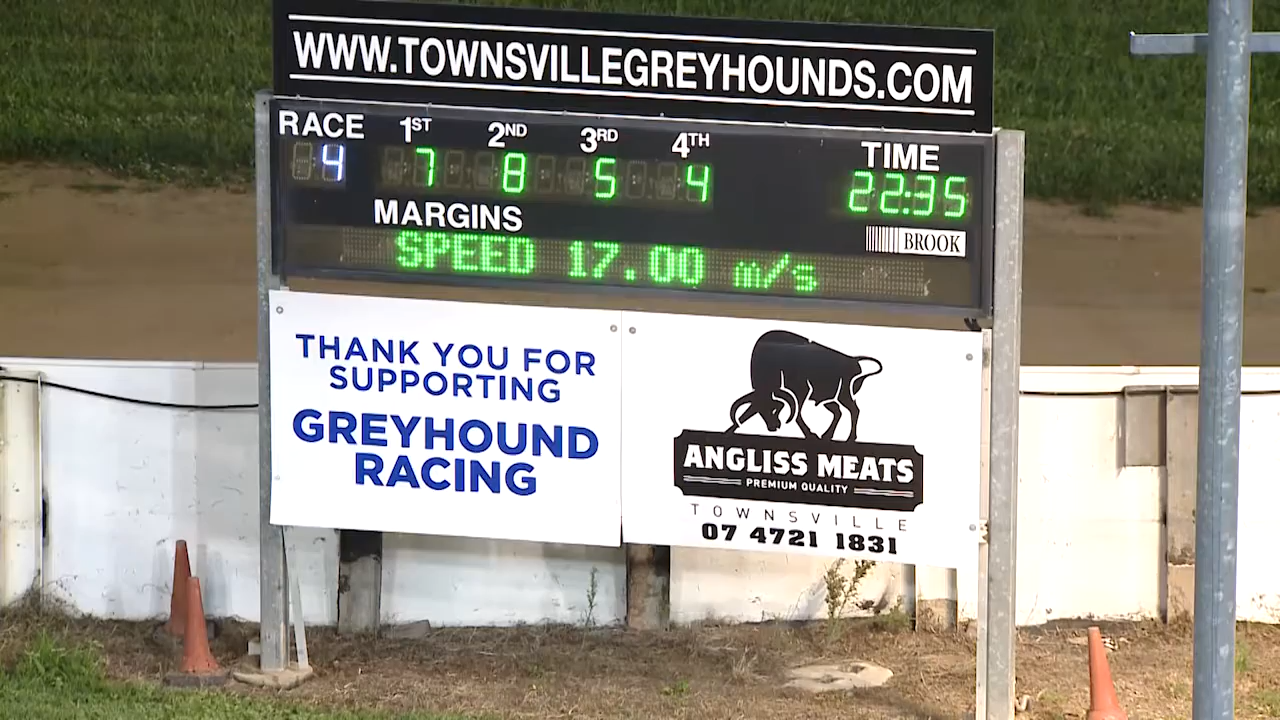 WWW.TOWNSVILLEGREYHOUNDS.COM
RACE 1ST 2ND 3RD 4TH TIME
4 7 8 5 4 22:35
MARGINS
BROOK
SPEED 17.00 m/s
THANK YOU FOR
SUPPORTING
GREYHOUND
RACING
ANGLISS MEATS
PREMIUM QUALITY
TOWNSVILLE
07 4721 1831